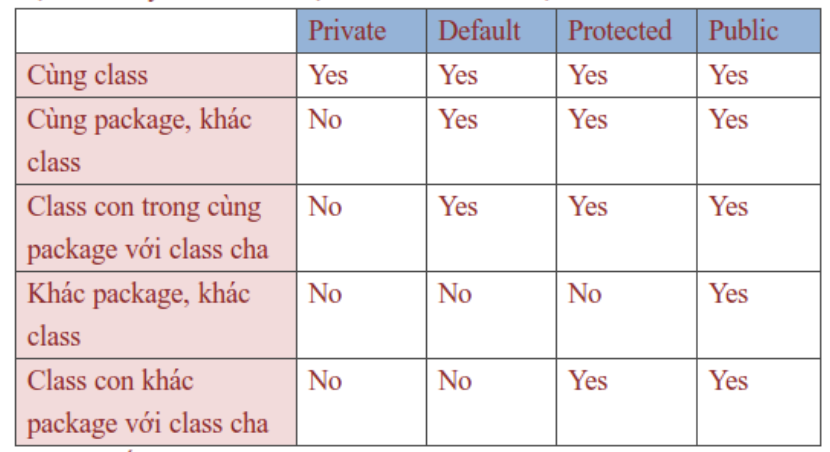 Private Default Protected Public
Cùng class Yes Yes Yes Yes
Cùng package, khác No Yes Yes Yes
class
Class con trong cùng No Yes Yes Yes
package với class cha
Khác package, khác No No No Yes
class
Class con khác No No Yes Yes
package với class cha